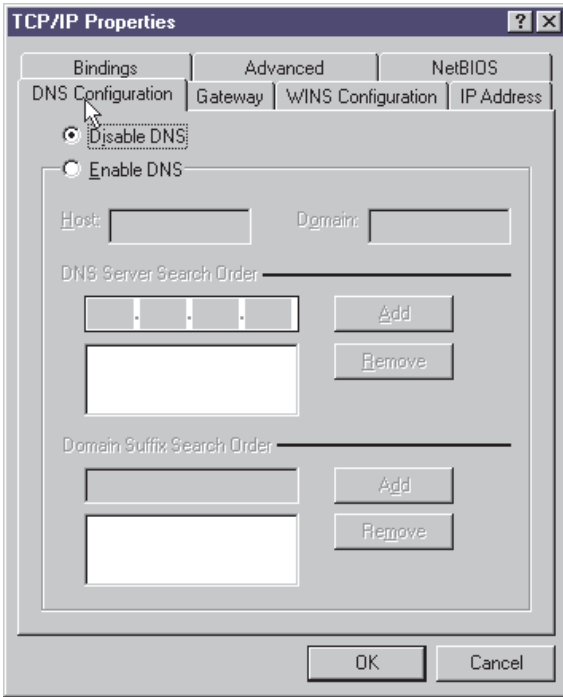 TCP/IP Properties ? ×
Bindings Advanced NetBIOS
DNS Configuration Gateway WINS Configuration IP Address
Disable DNS
Enable DNS
Host: Domain:
DNS Server Search Order
. . .
Add
Remove
Domain Suffix Search Order
Add
Remove
OK Cancel